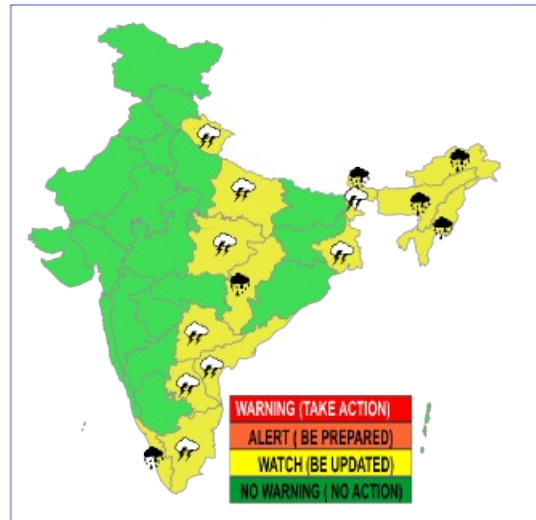 WARNING (TAKE ACTION)
ALERT ( BE PREPARED)
WATCH (BE UPDATED)
NO WARNING ( NO ACTION)